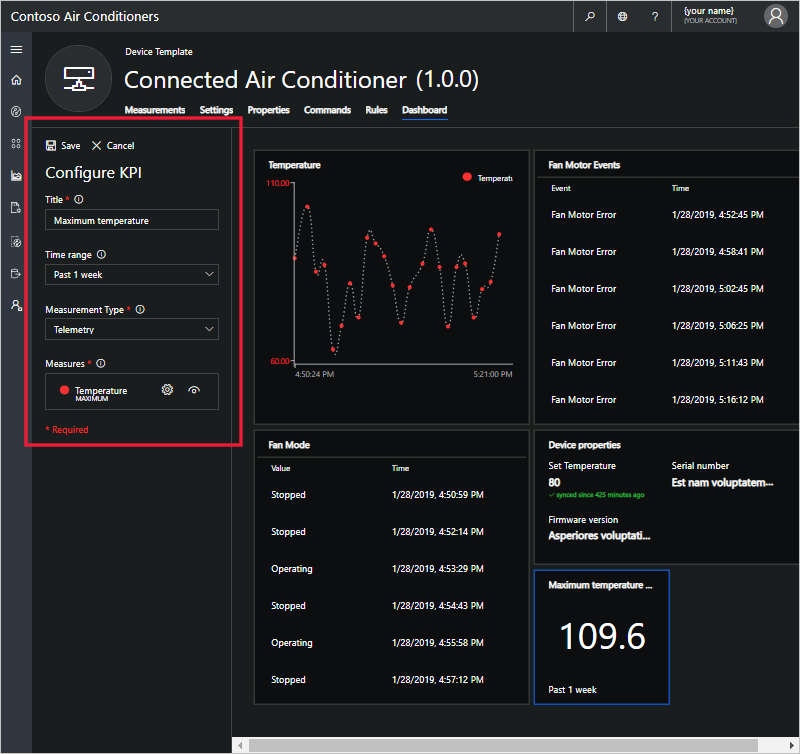 Contoso Air Conditioners
?
{your name}
{YOUR ACCOUNT}
Device Template
Connected Air Conditioner (1.0.0)
Measurements Settings Properties Commands Rules Dashboard
Save Cancel
Configure KPI
Title *
Maximum temperature
Time range
Past 1 week
Measurement Type *
Telemetry
Measures *
Temperature
MAXIMUM
* Required
Temperature
Temperatu
110.00
60.00
4:50:24 PM 5:21:00 PM
Fan Motor Events
Event Time
Fan Motor Error 1/28/2019, 4:52:45 PM
Fan Motor Error 1/28/2019, 4:58:41 PM
Fan Motor Error 1/28/2019, 5:02:45 PM
Fan Motor Error 1/28/2019, 5:06:25 PM
Fan Motor Error 1/28/2019, 5:11:43 PM
Fan Motor Error 1/28/2019, 5:16:12 PM
Fan Mode
Value Time
Stopped 1/28/2019, 4:50:59 PM
Stopped 1/28/2019, 4:52:14 PM
Operating 1/28/2019, 4:53:29 PM
Stopped 1/28/2019, 4:54:43 PM
Operating 1/28/2019, 4:55:58 PM
Stopped 1/28/2019, 4:57:12 PM
Device properties
Set Temperature Serial number
80 Est nam voluptatem...
✓ synced since 425 minutes ago
Firmware version
Asperiores voluptati...
Maximum temperature ...
109.6
Past 1 week